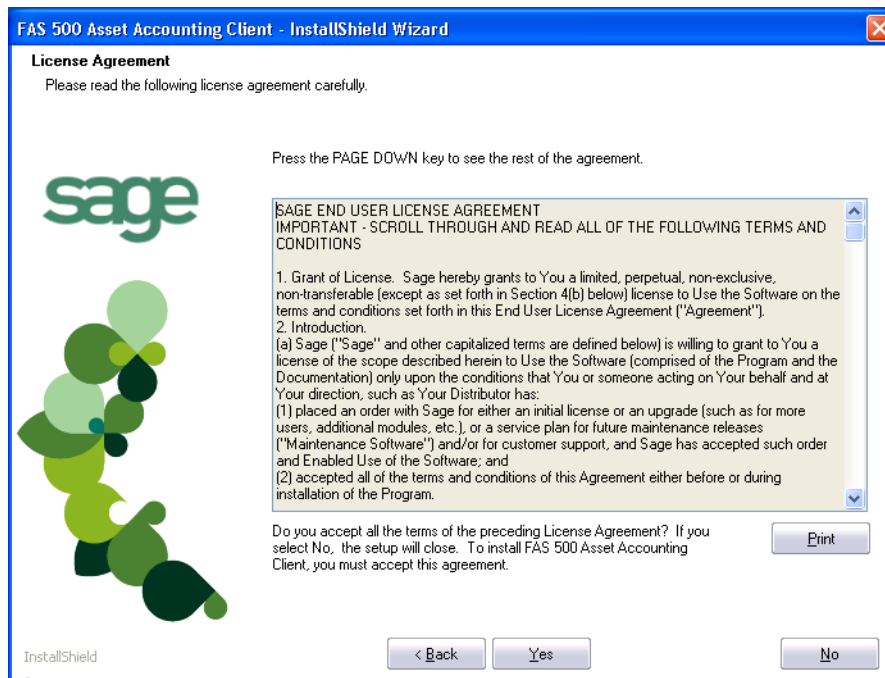 FAS 500 Asset Accounting Client - InstallShield Wizard
License Agreement
Please read the following license agreement carefully.
Press the PAGE DOWN key to see the rest of the agreement.
sage
SAGE END USER LICENSE AGREEMENT
IMPORTANT - SCROLL THROUGH AND READ ALL OF THE FOLLOWING TERMS AND
CONDITIONS
1. Grant of License.  Sage hereby grants to You a limited, perpetual, non-exclusive,
non-transferable (except as set forth in Section 4(b) below) license to Use the Software on the
terms and conditions set forth in this End User License Agreement ("Agreement").
2. Introduction.
(a) Sage ("Sage" and other capitalized terms are defined below) is willing to grant to You a
license of the scope described herein to Use the Software (comprised of the Program and the
Documentation) only upon the conditions that You or someone acting on Your behalf and at
Your direction, such as Your Distributor has:
(1) placed an order with Sage for either an initial license or an upgrade (such as for more
users, additional modules, etc.), or a service plan for future maintenance releases
("Maintenance Software") and/or for customer support, and Sage has accepted such order
and Enabled Use of the Software; and
(2) accepted all of the terms and conditions of this Agreement either before or during
installation of the Program.
Do you accept all the terms of the preceding License Agreement?  If you
select No,  the setup will close.  To install FAS 500 Asset Accounting
Client, you must accept this agreement.
Print
InstallShield
< Back
Yes
No